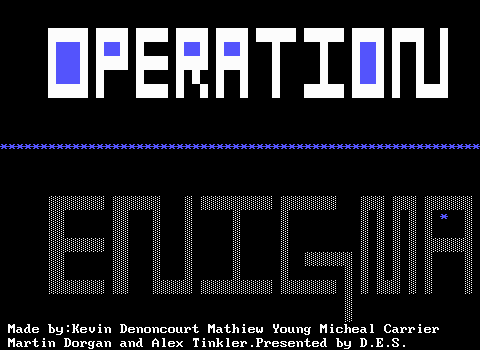 OPERATION
ENIGMA
Made by:Kevin Denoncourt Mathiew Young Micheal Carrier
Martin Dorgan and Alex Tinkler.Presented by D.E.S.